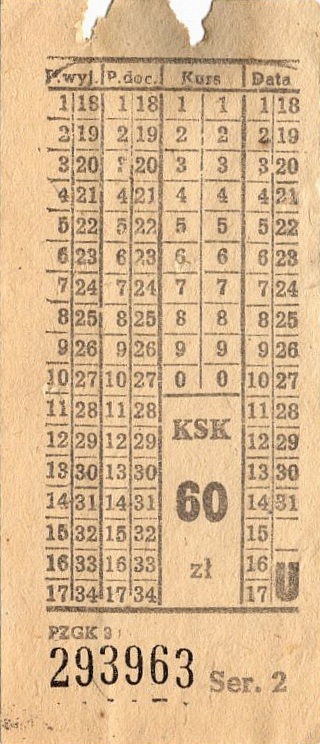 P.wyj. P.doc. Kurs Data
1 18 1 18 1 1 1 18
2 19 2 19 2 2 2 19
3 20 3 20 3 3 3 20
4 21 4 21 4 4 4 21
5 22 5 22 5 5 5 22
6 23 6 23 6 6 6 23
7 24 7 24 7 7 7 24
8 25 8 25 8 8 8 25
9 26 9 26 9 9 9 26
10 27 10 27 0 0 10 27
11 28 11 28 11 28
12 29 12 29 KSK 12 29
13 30 13 30 13 30
14 31 14 31 60 14 31
15 32 15 32 15
16 33 16 33 zł 16 U
17 34 17 34 17
PZGK
293963 Ser. 2